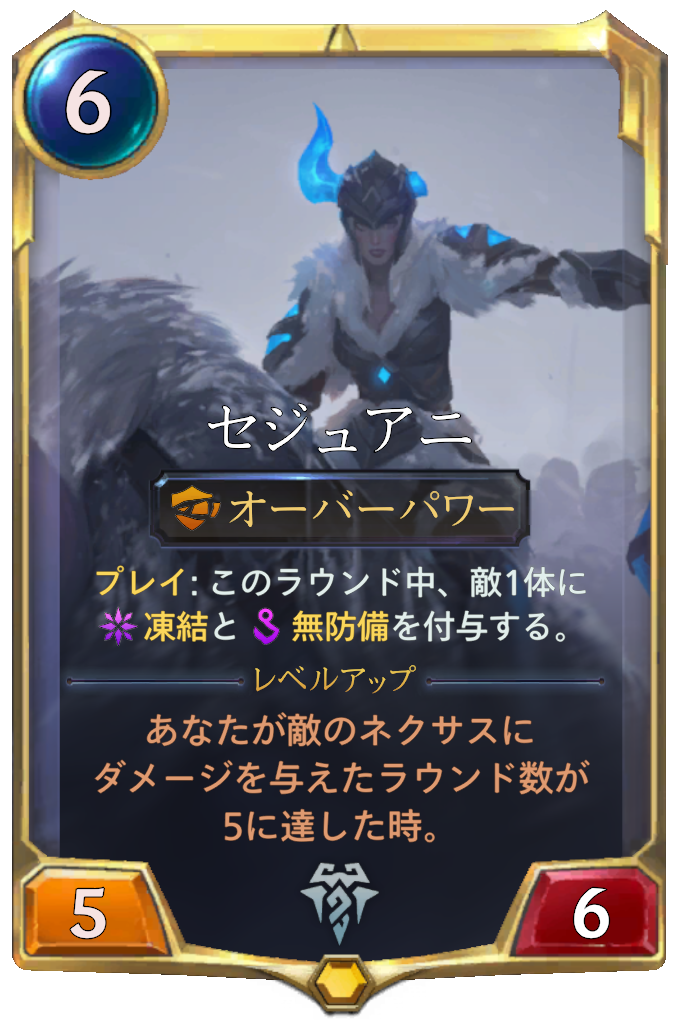 6
セジュアニ
オーバーパワー
プレイ: このラウンド中、敵1体に
凍結と 無防備を付与する。
レベルアップ
あなたが敵のネクサスに
ダメージを与えたラウンド数が
5に達した時。
5
6